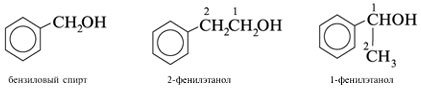 CH₂OH
бензиловый спирт
2 1
CH₂CH₂OH
2-фенилэтанол
1
CHOH
2
CH₃
1-фенилэтанол